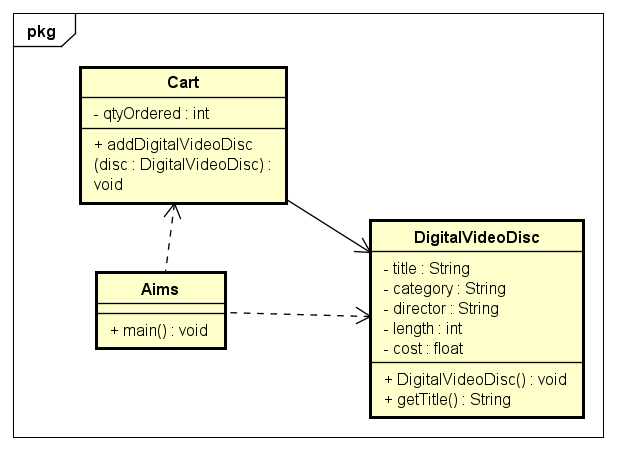 pkg
Cart
- qtyOrdered : int
+ addDigitalVideoDisc
(disc : DigitalVideoDisc) :
void
Aims
+ main() : void
DigitalVideoDisc
- title : String
- category : String
- director : String
- length : int
- cost : float
+ DigitalVideoDisc() : void
+ getTitle() : String